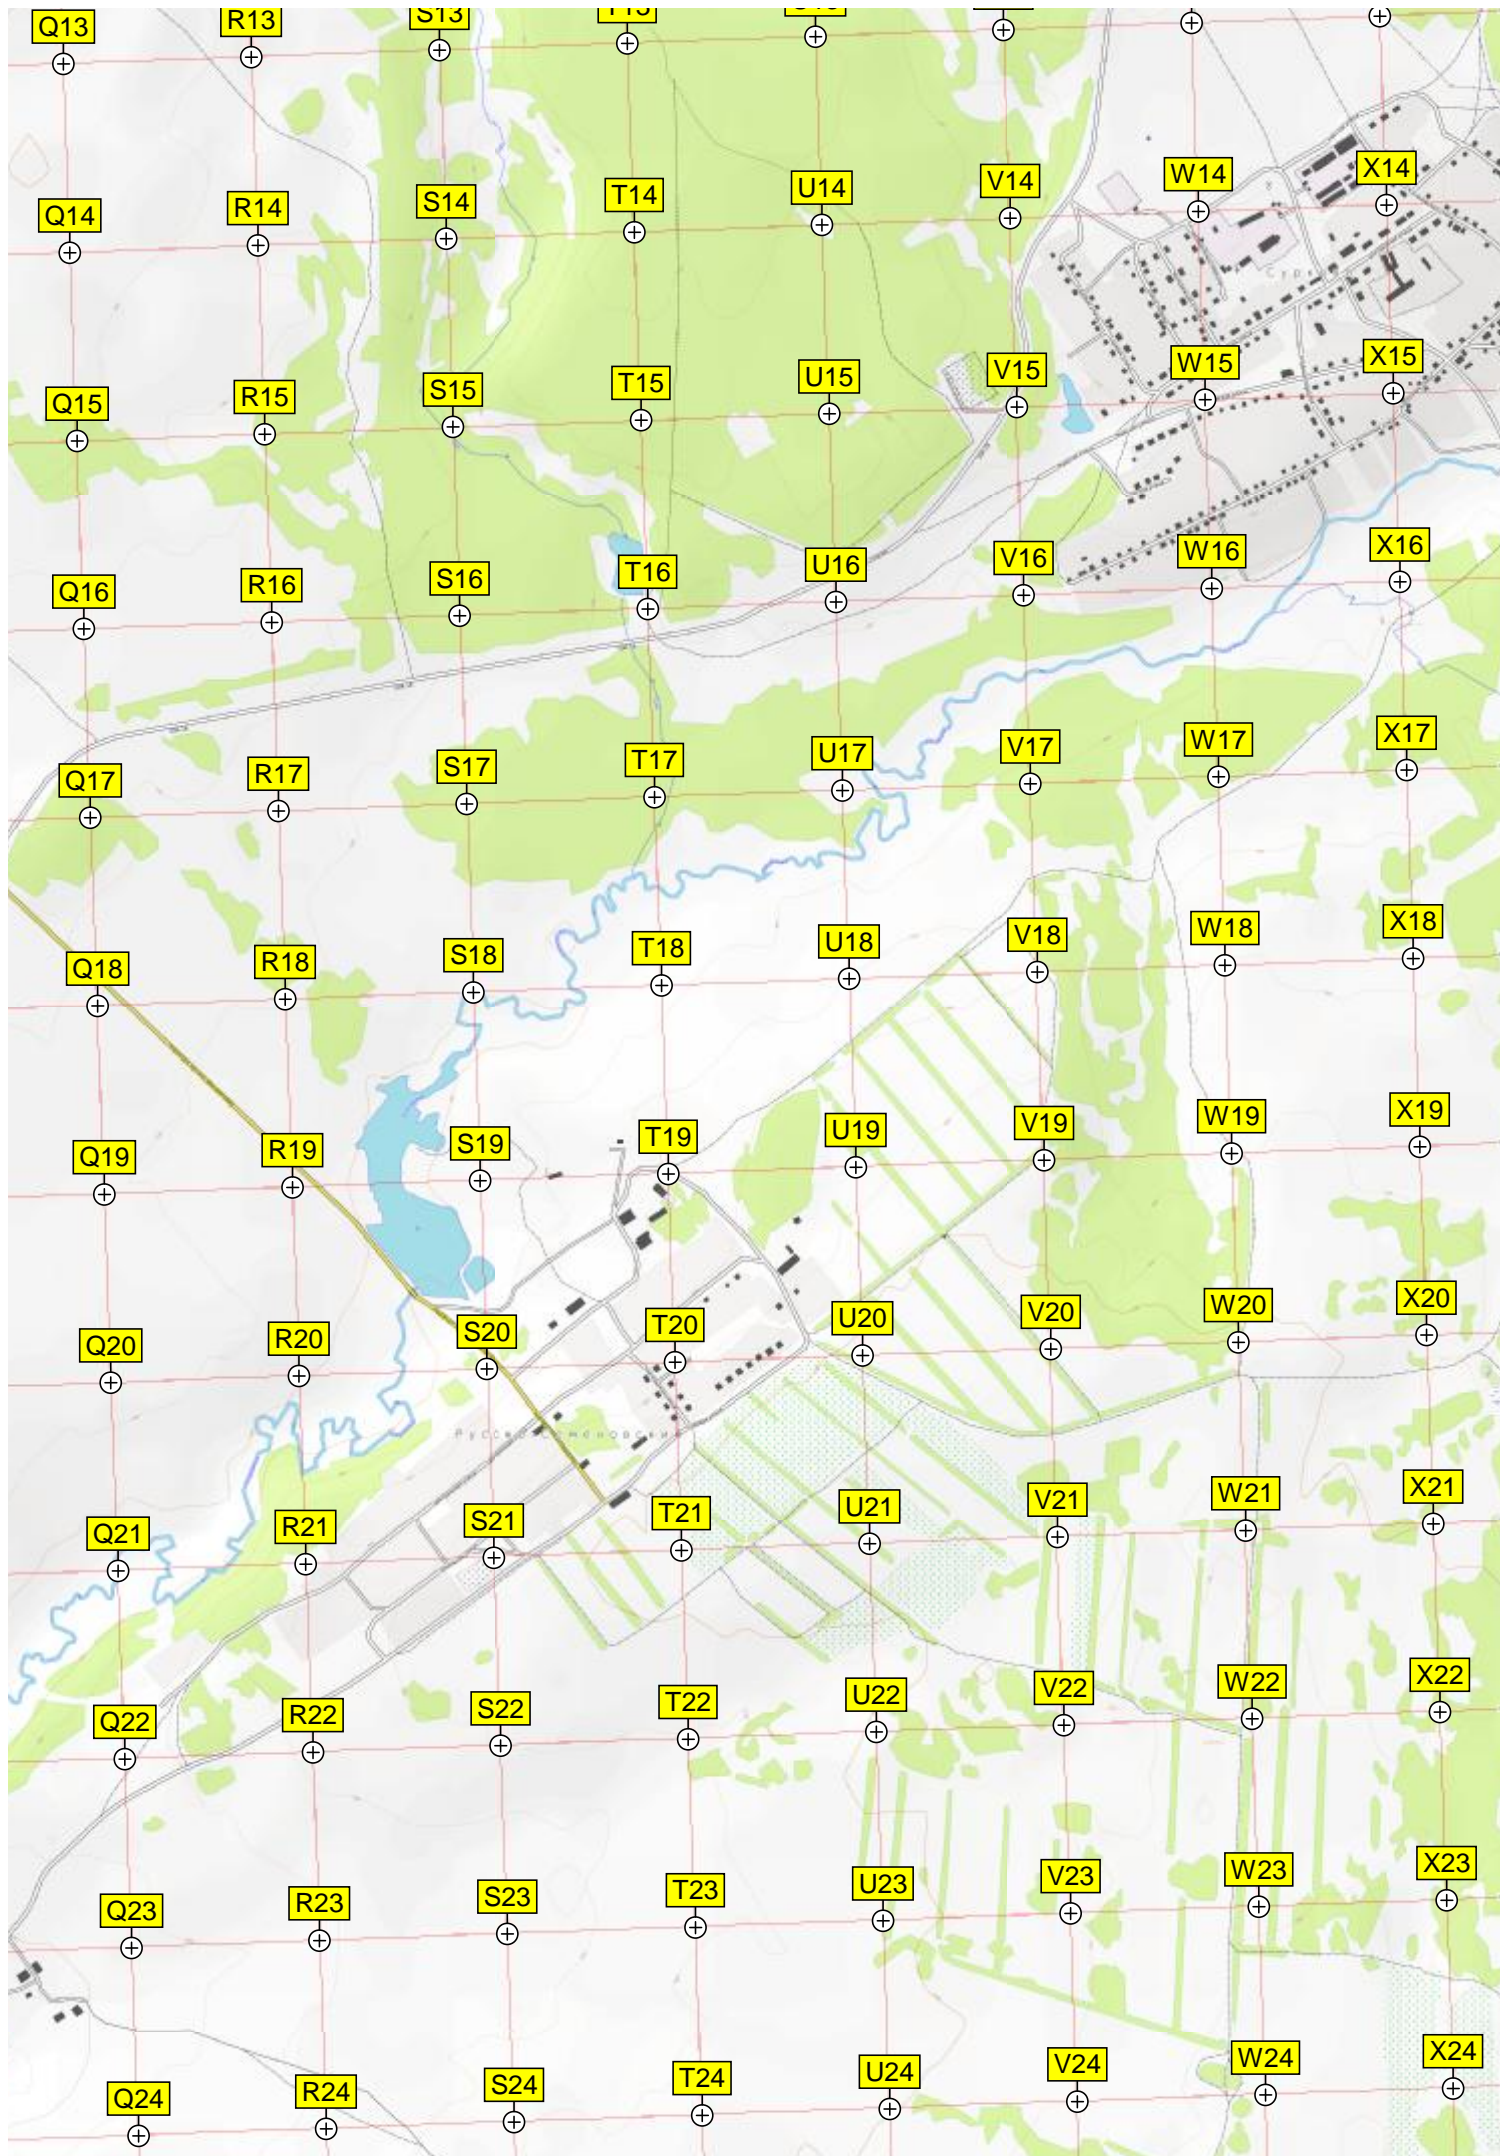 Q13 R13 S13
Q14 R14 S14 T14 U14 V14 W14 X14
Q15 R15 S15 T15 U15 V15 W15 X15
Q16 R16 S16 T16 U16 V16 W16 X16
Q17 R17 S17 T17 U17 V17 W17 X17
Q18 R18 S18 T18 U18 V18 W18 X18
Q19 R19 S19 T19 U19 V19 W19 X19
Q20 R20 S20 T20 U20 V20 W20 X20
Q21 R21 S21 T21 U21 V21 W21 X21
Q22 R22 S22 T22 U22 V22 W22 X22
Q23 R23 S23 T23 U23 V23 W23 X23
Q24 R24 S24 T24 U24 V24 W24 X24